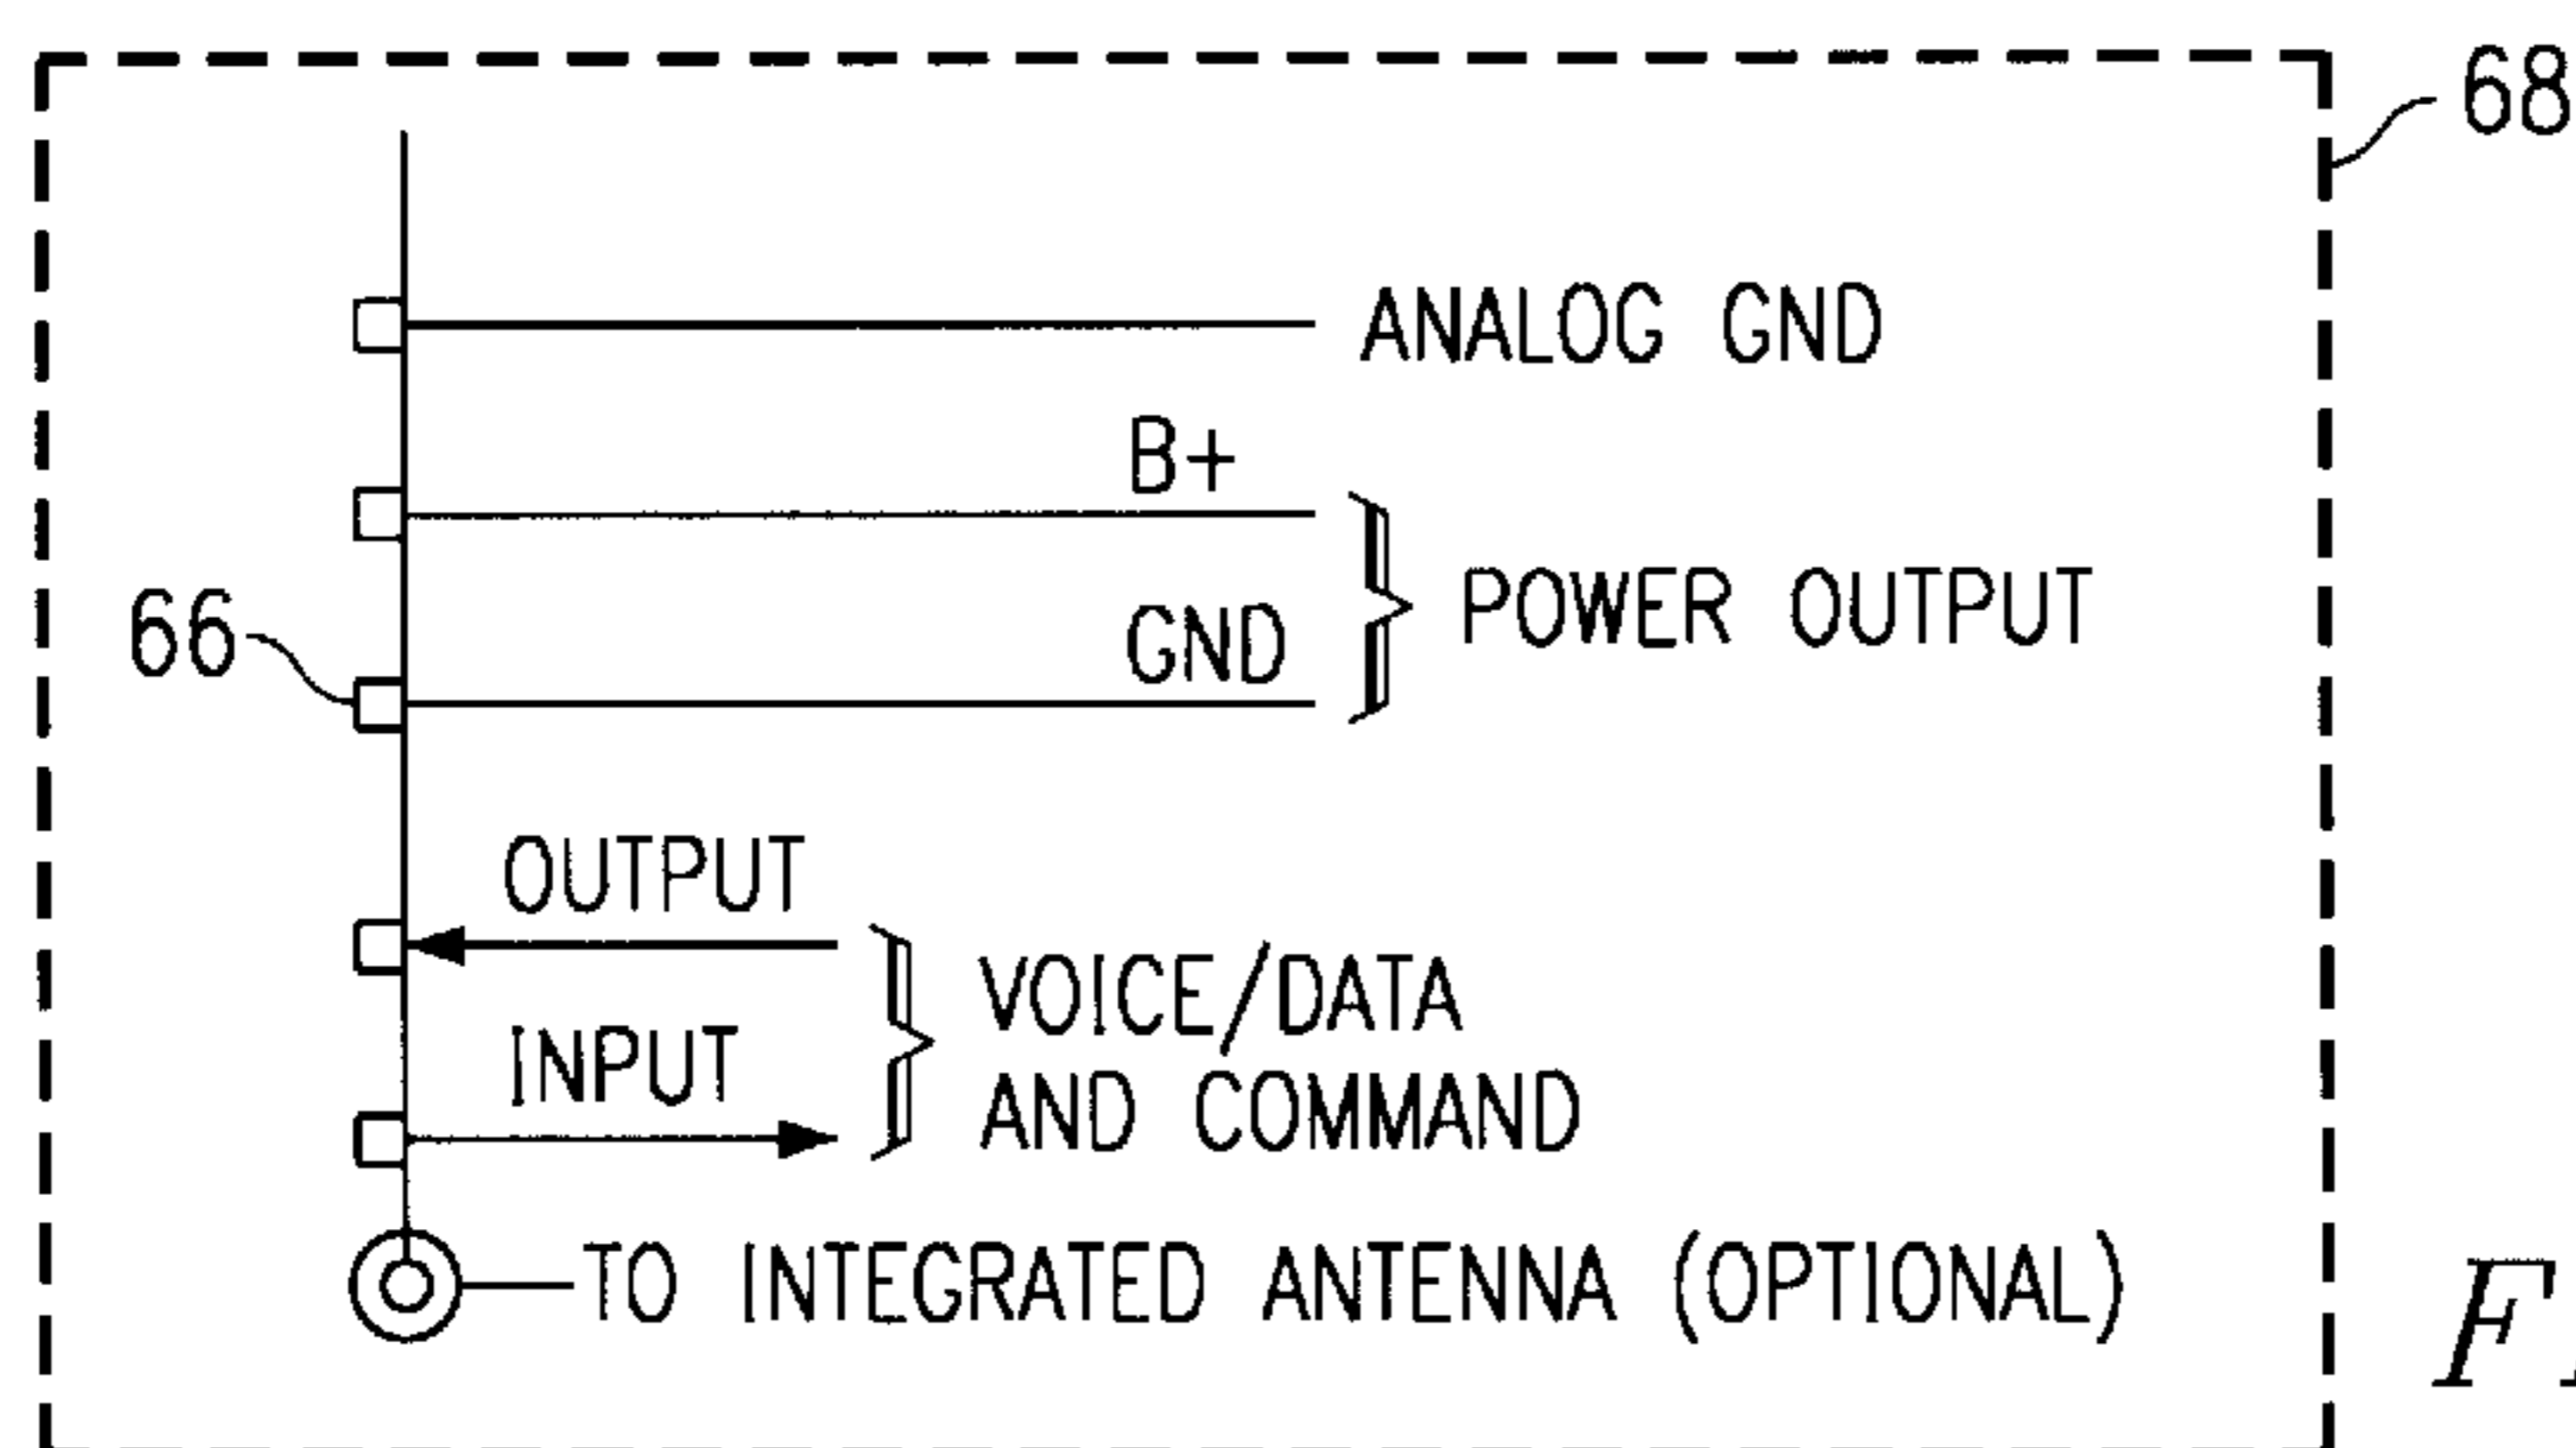 68
ANALOG GND
B+
66
GND
POWER OUTPUT
OUTPUT
VOICE/DATA
INPUT
AND COMMAND
TO INTEGRATED ANTENNA (OPTIONAL)